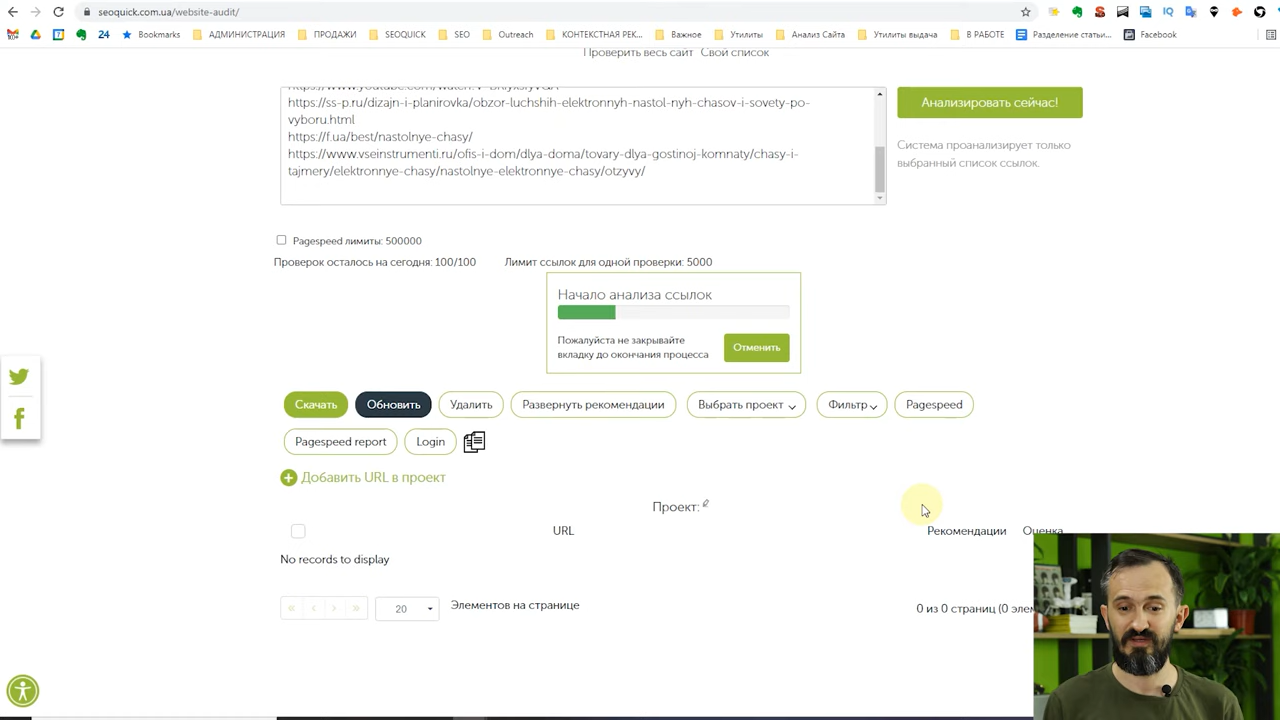 seoquick.com.ua/website-audit/
24
Bookmarks
АДМИНИСТРАЦИЯ
ПРОДАЖИ
SEOQUICK
SEO
Outreach
КОНТЕКСТНАЯ РЕК...
Важное
Утилиты
Анализ Сайта
Утилиты выдача
В РАБОТЕ
Разделение статьи...
Facebook
Проверить весь сайт Свой список
https://ss-p.ru/dizajn-i-planirovka/obzor-luchshih-elektronnyh-nastol-nyh-chasov-i-sovety-po-
vyboru.html
https://f.ua/best/nastolnye-chasy/
https://www.vseinstrumenti.ru/ofis-i-dom/dlya-doma/tovary-dlya-gostinoj-komnaty/chasy-i-
tajmery/elektronnye-chasy/nastolnye-elektronnye-chasy/otzyvy/
Анализировать сейчас!
Система проанализирует только
выбранный список ссылок.
Pagespeed лимиты: 500000
Проверок осталось на сегодня: 100/100
Лимит ссылок для одной проверки: 5000
Начало анализа ссылок
Пожалуйста не закрывайте
вкладку до окончания процесса
Отменить
Скачать
Обновить
Удалить
Развернуть рекомендации
Выбрать проект
Фильтр
Pagespeed
Pagespeed report
Login
Добавить URL в проект
Проект:
URL
Рекомендации
Оценка
No records to display
20
Элементов на странице
0 из 0 страниц (0 элем